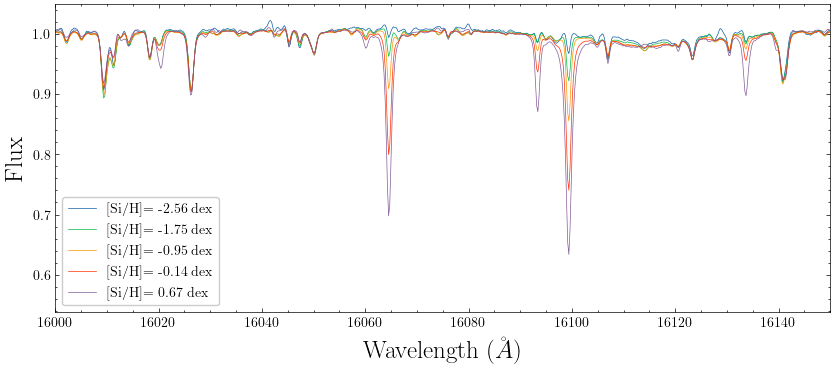 Flux
1.0
0.9
0.8
0.7
0.6
[Si/H]= -2.56 dex
[Si/H]= -1.75 dex
[Si/H]= -0.95 dex
[Si/H]= -0.14 dex
[Si/H]= 0.67 dex
16000 16020 16040 16060 16080 16100 16120 16140
Wavelength (Å)